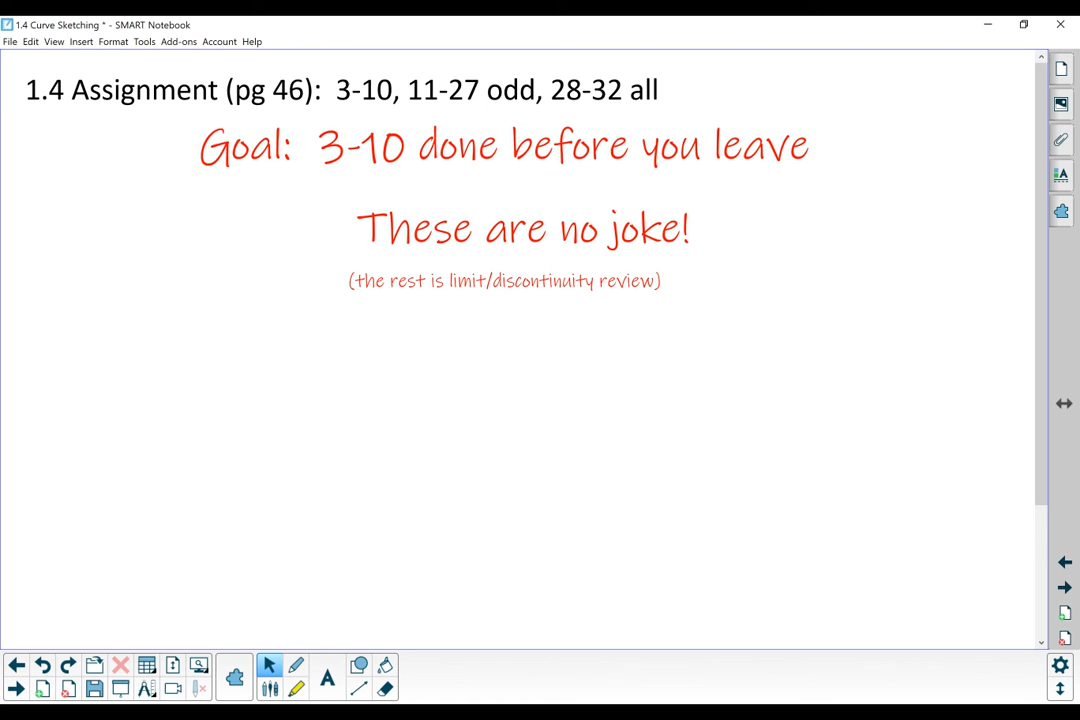 1.4 Curve Sketching * - SMART Notebook
File Edit View Insert Format Tools Add-ons Account Help
1.4 Assignment (pg 46): 3-10, 11-27 odd, 28-32 all
Goal: 3-10 done before you leave
These are no joke!
(the rest is limit/discontinuity review)